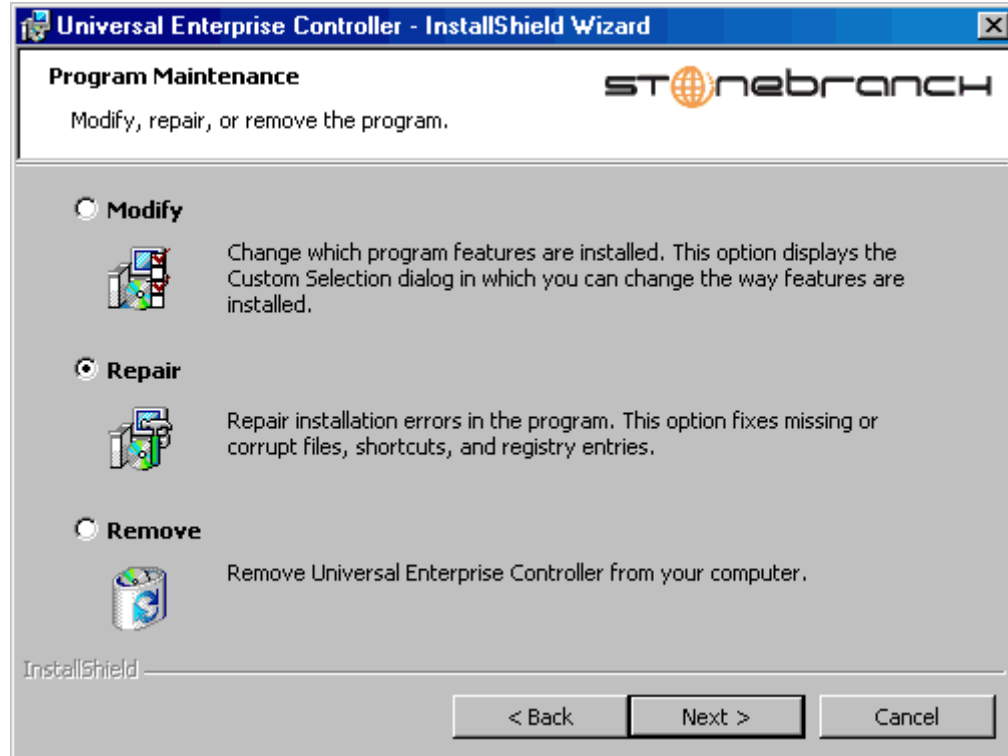 Universal Enterprise Controller - InstallShield Wizard
Program Maintenance
Modify, repair, or remove the program.
stonebranch
Modify
Change which program features are installed. This option displays the
Custom Selection dialog in which you can change the way features are
installed.
Repair
Repair installation errors in the program. This option fixes missing or
corrupt files, shortcuts, and registry entries.
Remove
Remove Universal Enterprise Controller from your computer.
InstallShield
< Back
Next >
Cancel